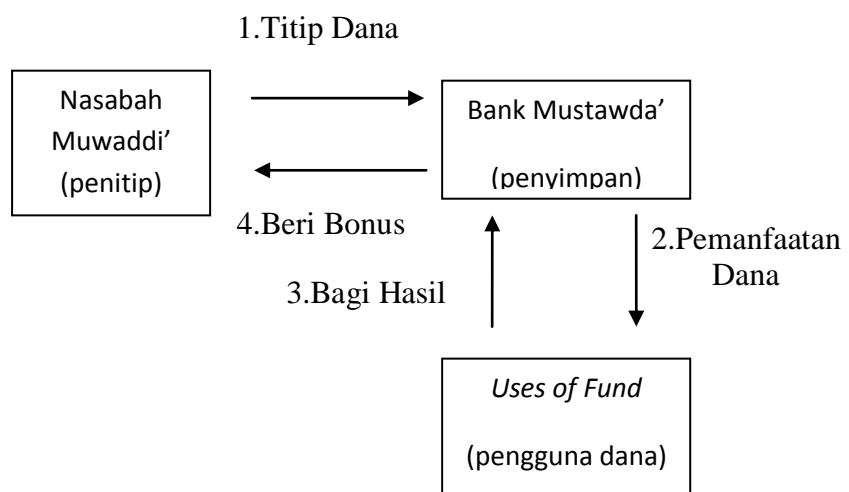 1.Titip Dana
Nasabah
Muwaddi’
(penitip)
Bank Mustawda’
(penyimpan)
4.Beri Bonus
2.Pemanfaatan
Dana
3.Bagi Hasil
Uses of Fund
(pengguna dana)